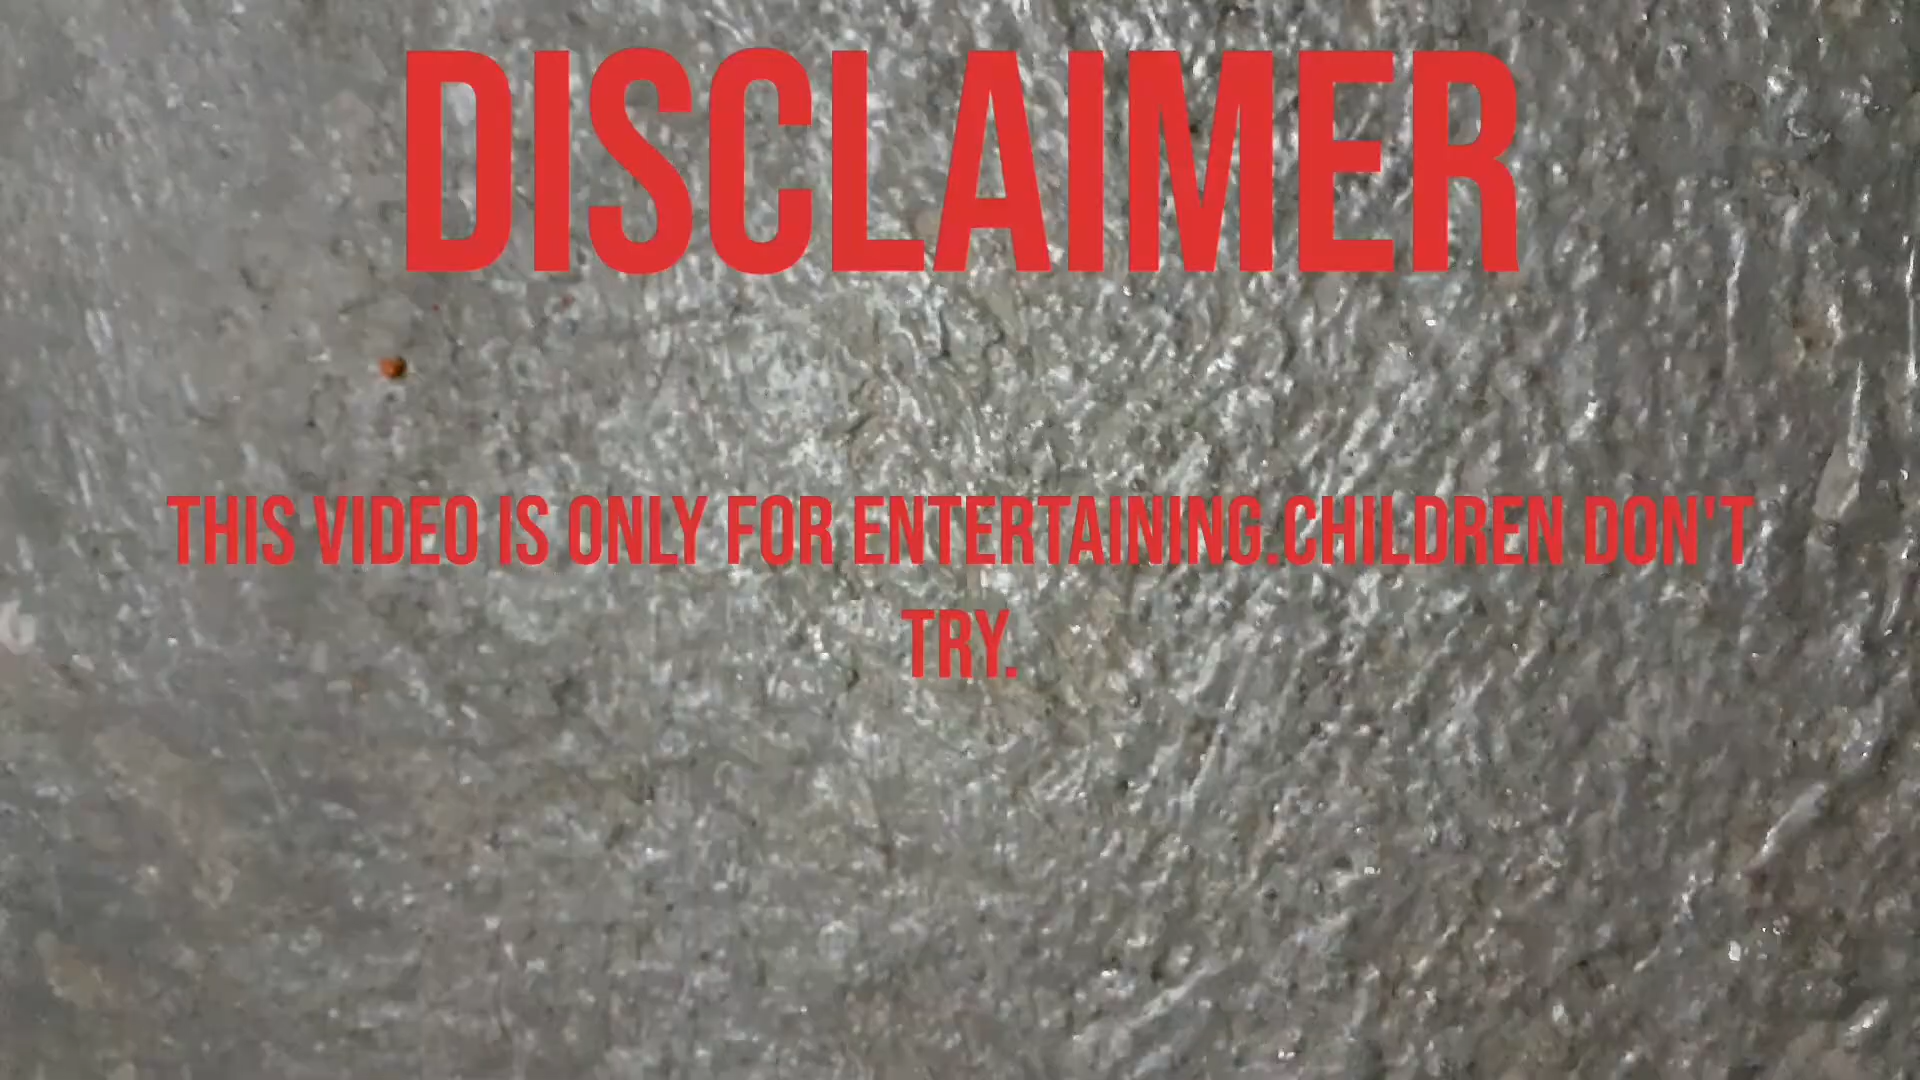 DISCLAIMER
THIS VIDEO IS ONLY FOR ENTERTAINING.CHILDREN DON'T
TRY.